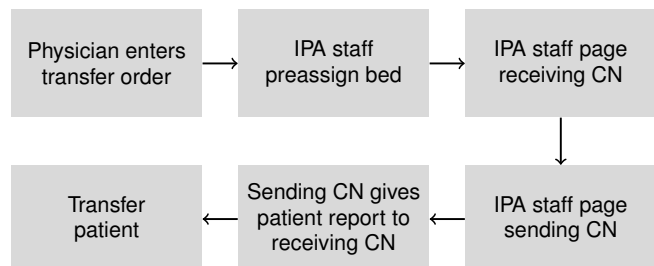 Physician enters
transfer order
IPA staff
preassign bed
IPA staff page
receiving CN
IPA staff page
sending CN
Sending CN gives
patient report to
receiving CN
Transfer
patient